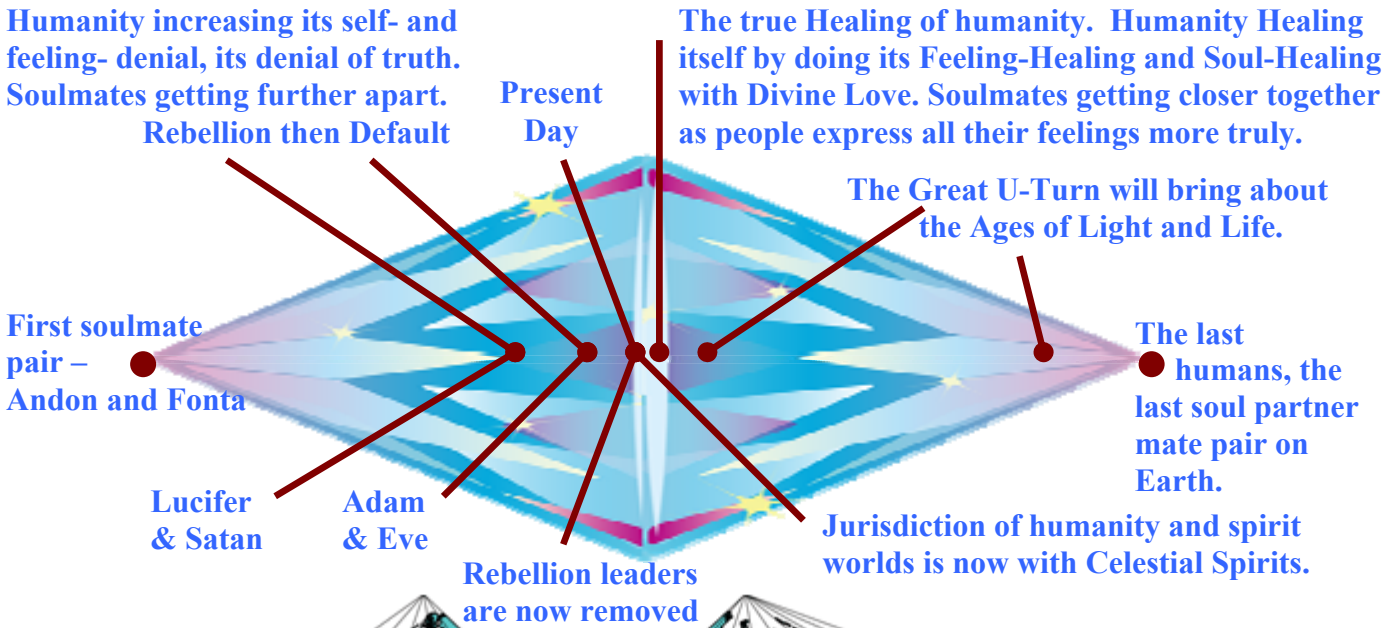 Humanity increasing its self- and
feeling- denial, its denial of truth.
Soulmates getting further apart.
Rebellion then Default
Present
Day
The true Healing of humanity.  Humanity Healing
itself by doing its Feeling-Healing and Soul-Healing
with Divine Love. Soulmates getting closer together
as people express all their feelings more truly.
The Great U-Turn will bring about
the Ages of Light and Life.
First soulmate
pair –
Andon and Fonta
The last
humans, the
last soul partner
mate pair on
Earth.
Lucifer
& Satan
Adam
& Eve
Rebellion leaders
are now removed
Jurisdiction of humanity and spirit
worlds is now with Celestial Spirits.